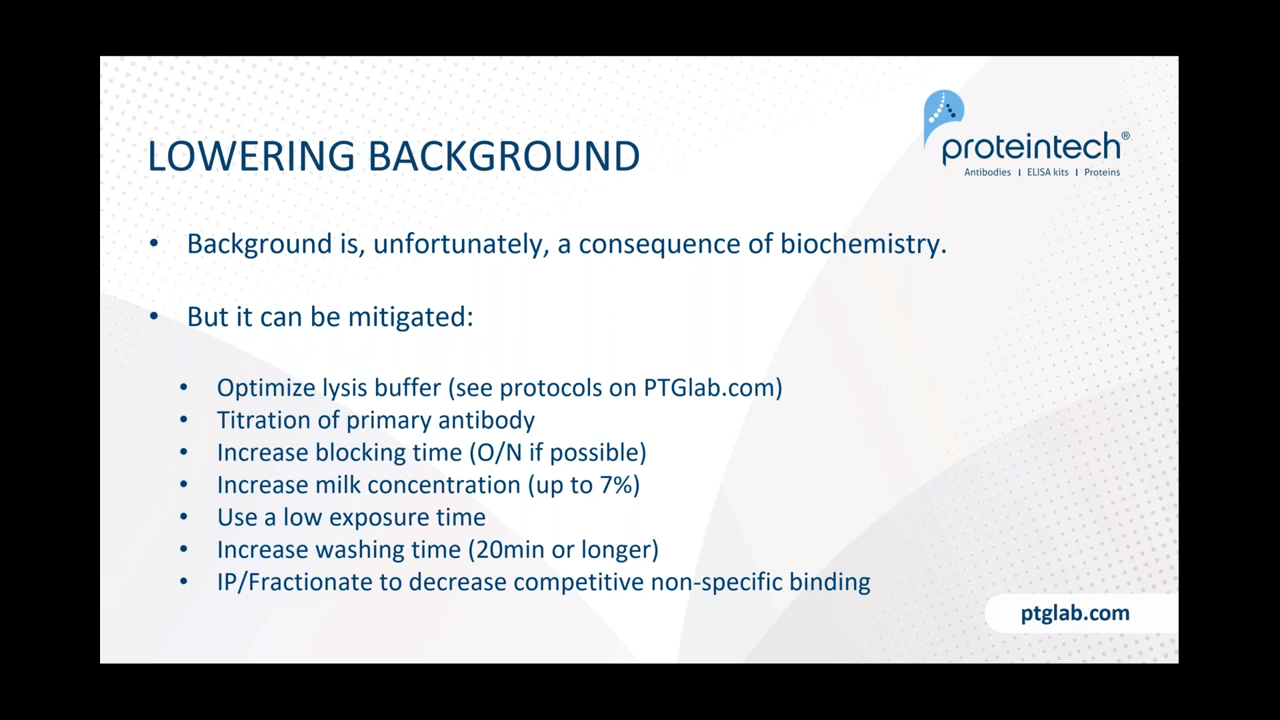 proteintech®
Antibodies | ELISA kits | Proteins
LOWERING BACKGROUND
• Background is, unfortunately, a consequence of biochemistry.
• But it can be mitigated:
• Optimize lysis buffer (see protocols on PTGlab.com)
• Titration of primary antibody
• Increase blocking time (O/N if possible)
• Increase milk concentration (up to 7%)
• Use a low exposure time
• Increase washing time (20min or longer)
• IP/Fractionate to decrease competitive non-specific binding
ptglab.com